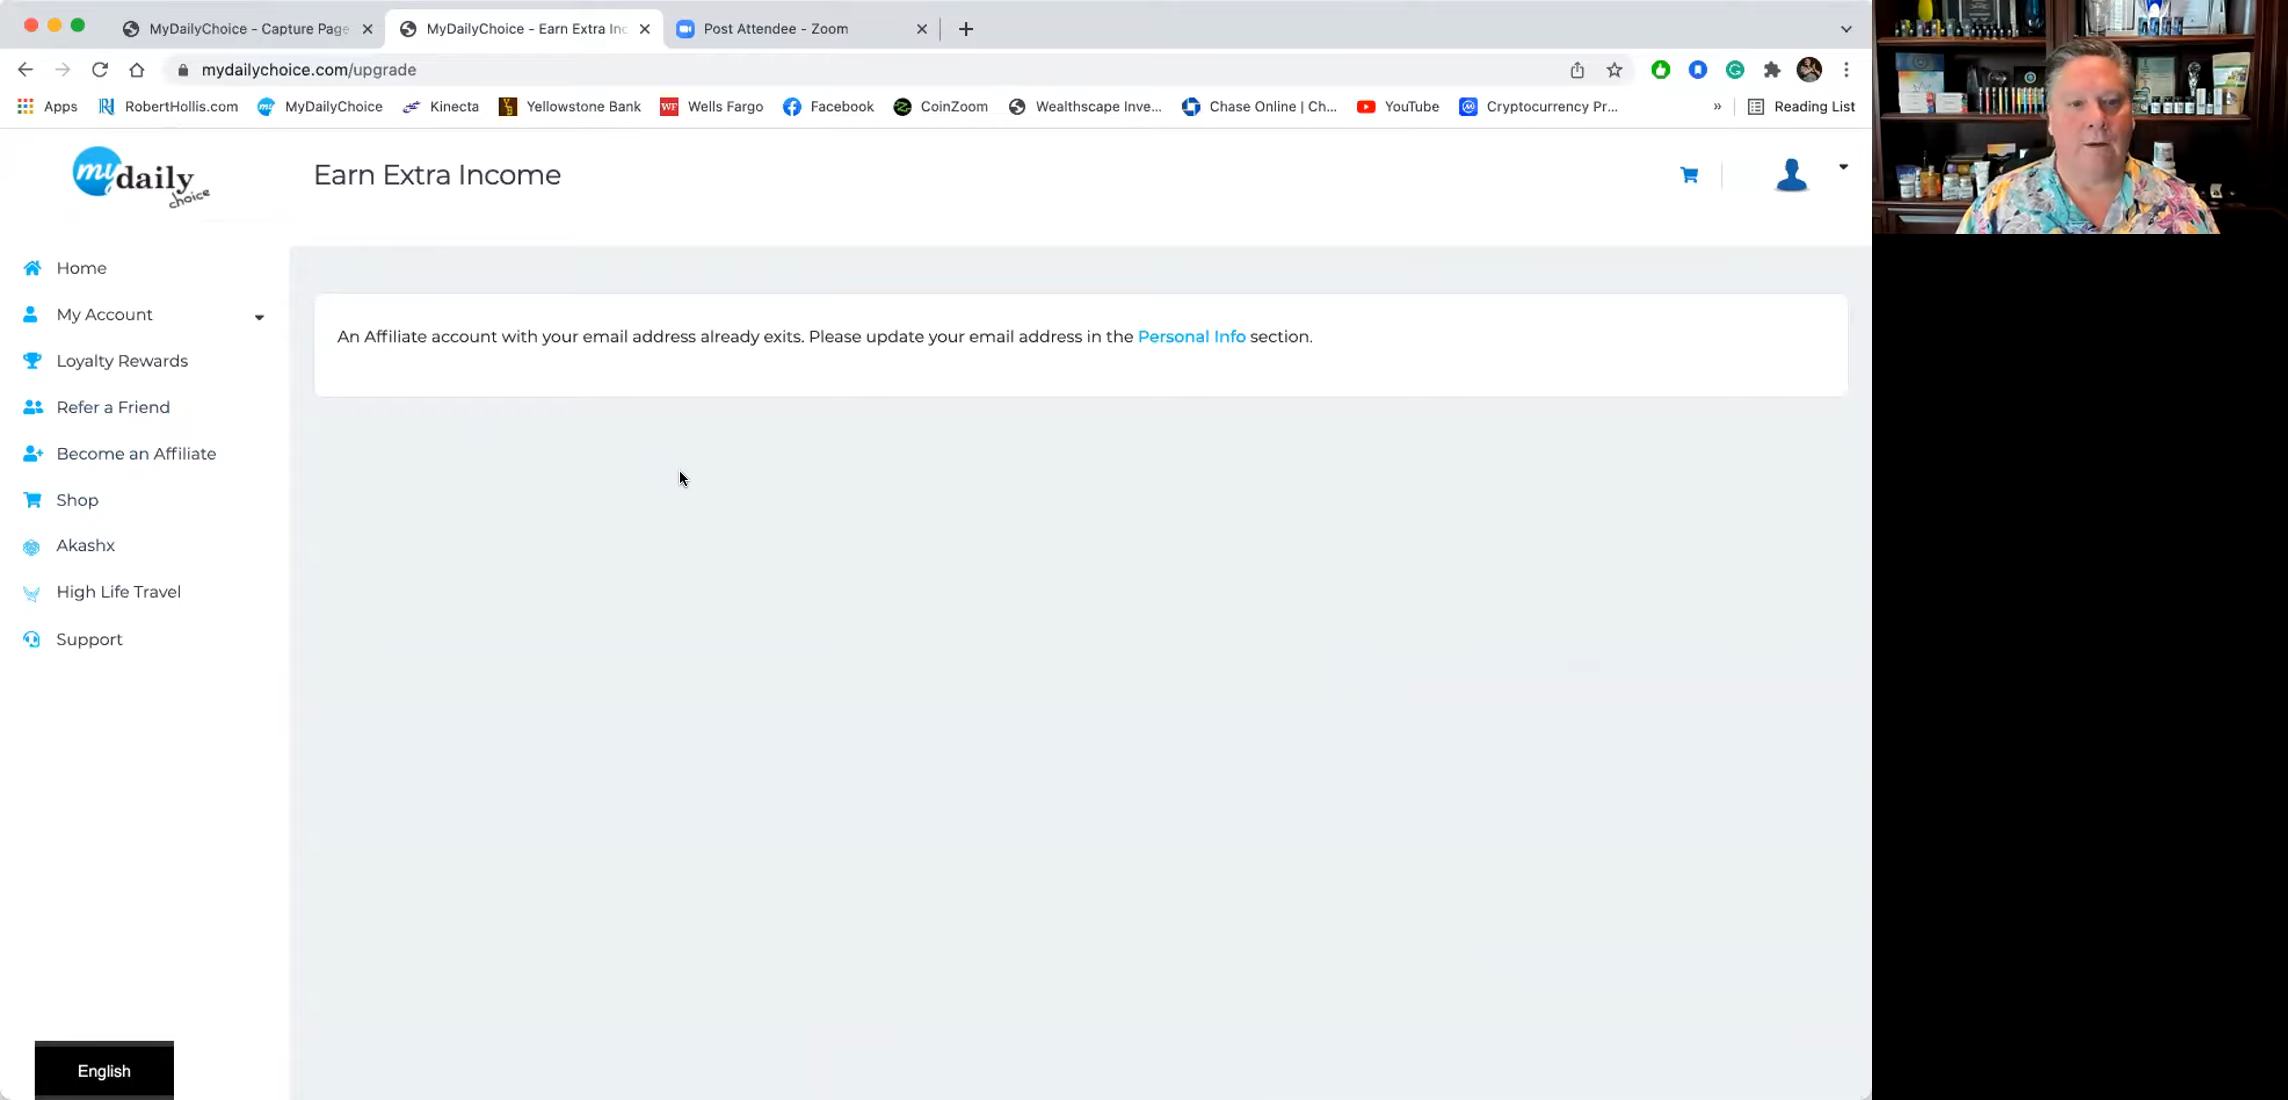 MyDailyChoice - Capture Page
MyDailyChoice - Earn Extra Inc
Post Attendee - Zoom
mydailychoice.com/upgrade
Apps RobertHollis.com MyDailyChoice Kinecta Yellowstone Bank Wells Fargo Facebook CoinZoom Wealthscape Inve... Chase Online | Ch... YouTube Cryptocurrency Pr... » Reading List
my daily choice
Earn Extra Income
Home
My Account
Loyalty Rewards
Refer a Friend
Become an Affiliate
Shop
Akashx
High Life Travel
Support
An Affiliate account with your email address already exits. Please update your email address in the Personal Info section.
English